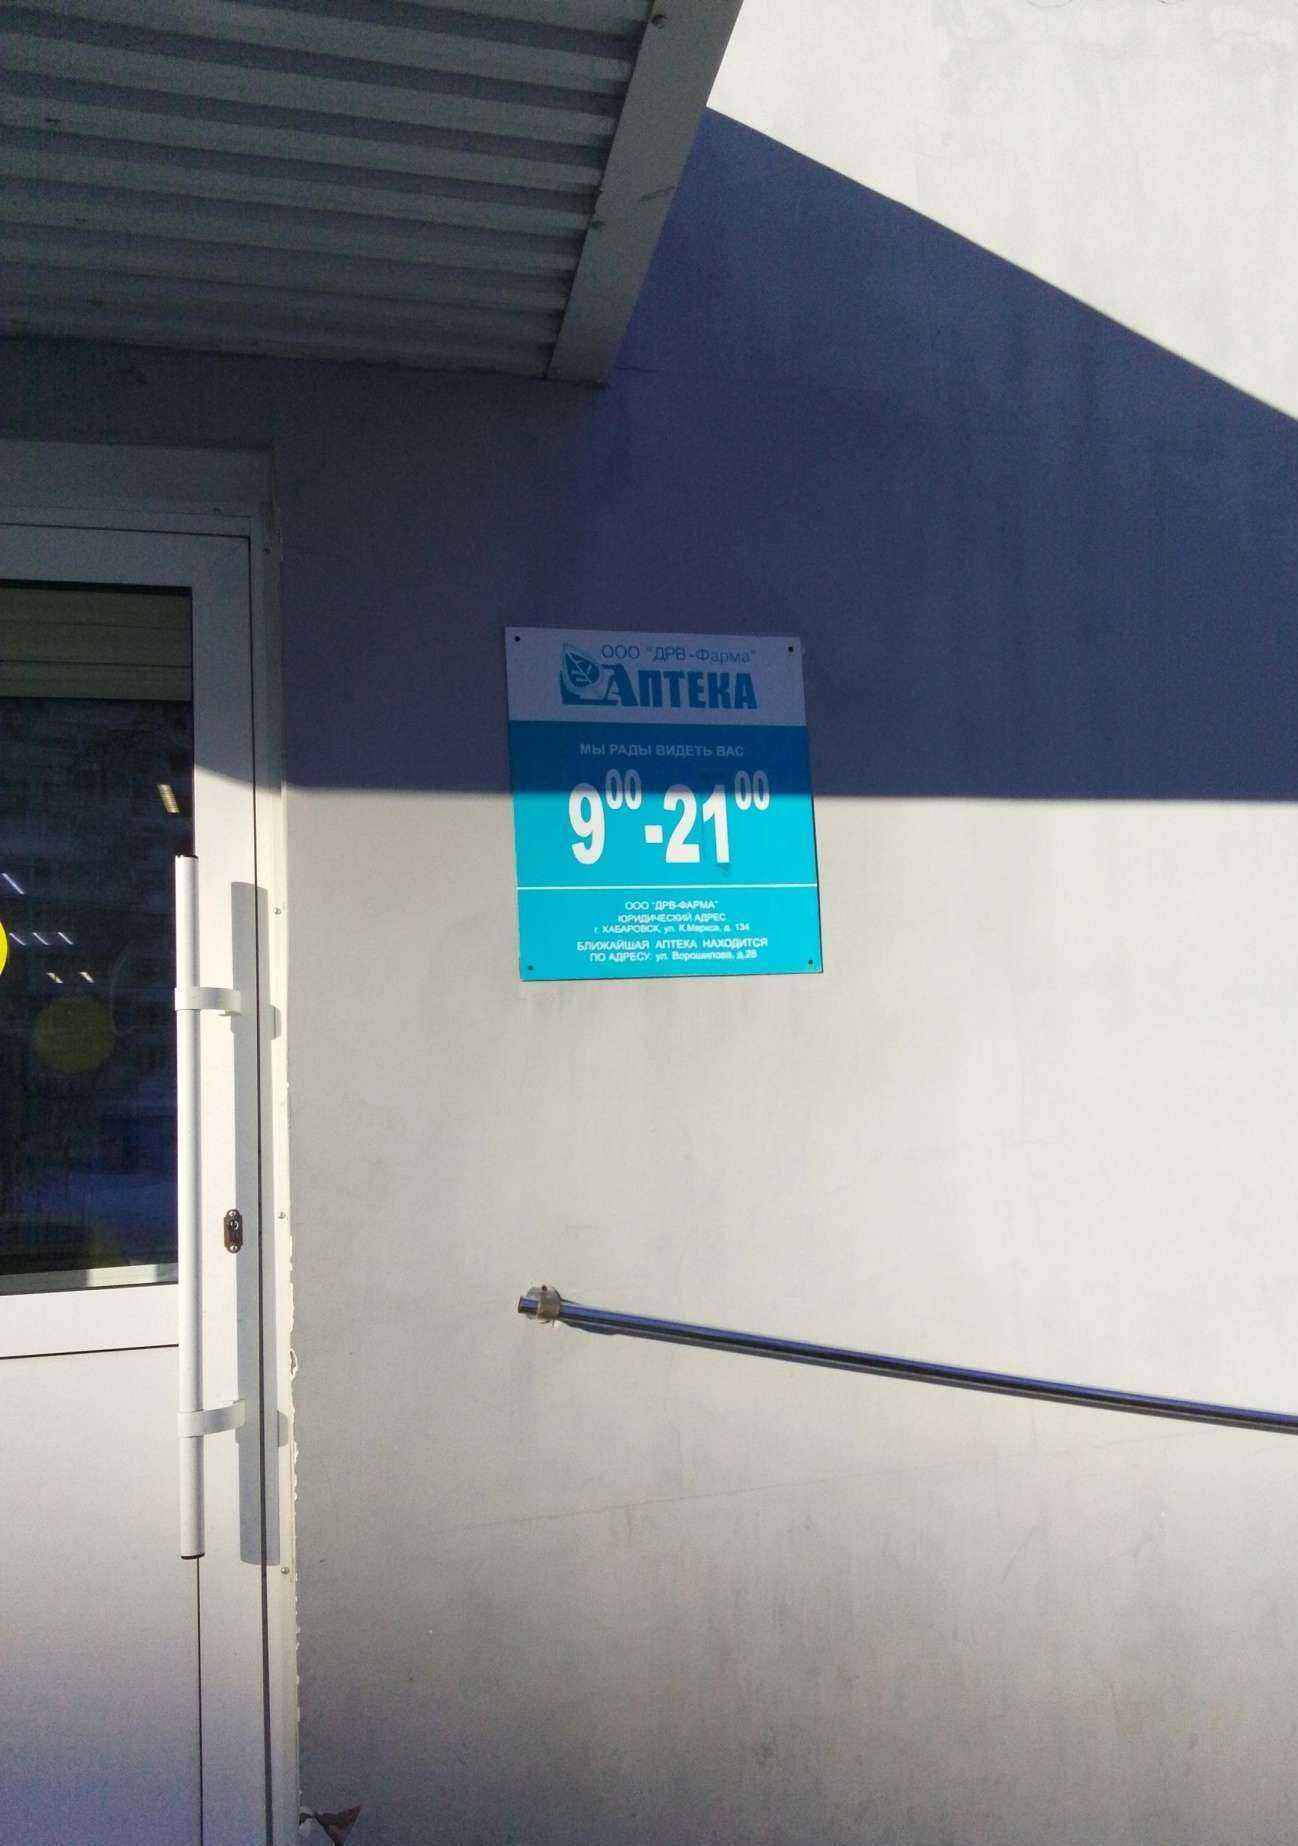 ООО "ДРВ-Фарма"
АПТЕКА
МЫ РАДЫ ВИДЕТЬ ВАС
9⁰⁰-21⁰⁰
ООО "ДРВ-ФАРМА"
ЮРИДИЧЕСКИЙ АДРЕС
г. ХАБАРОВСК, ул. К.Маркса, д. 134
БЛИЖАЙШАЯ АПТЕКА НАХОДИТСЯ
ПО АДРЕСУ: ул. Ворошилова, д.28